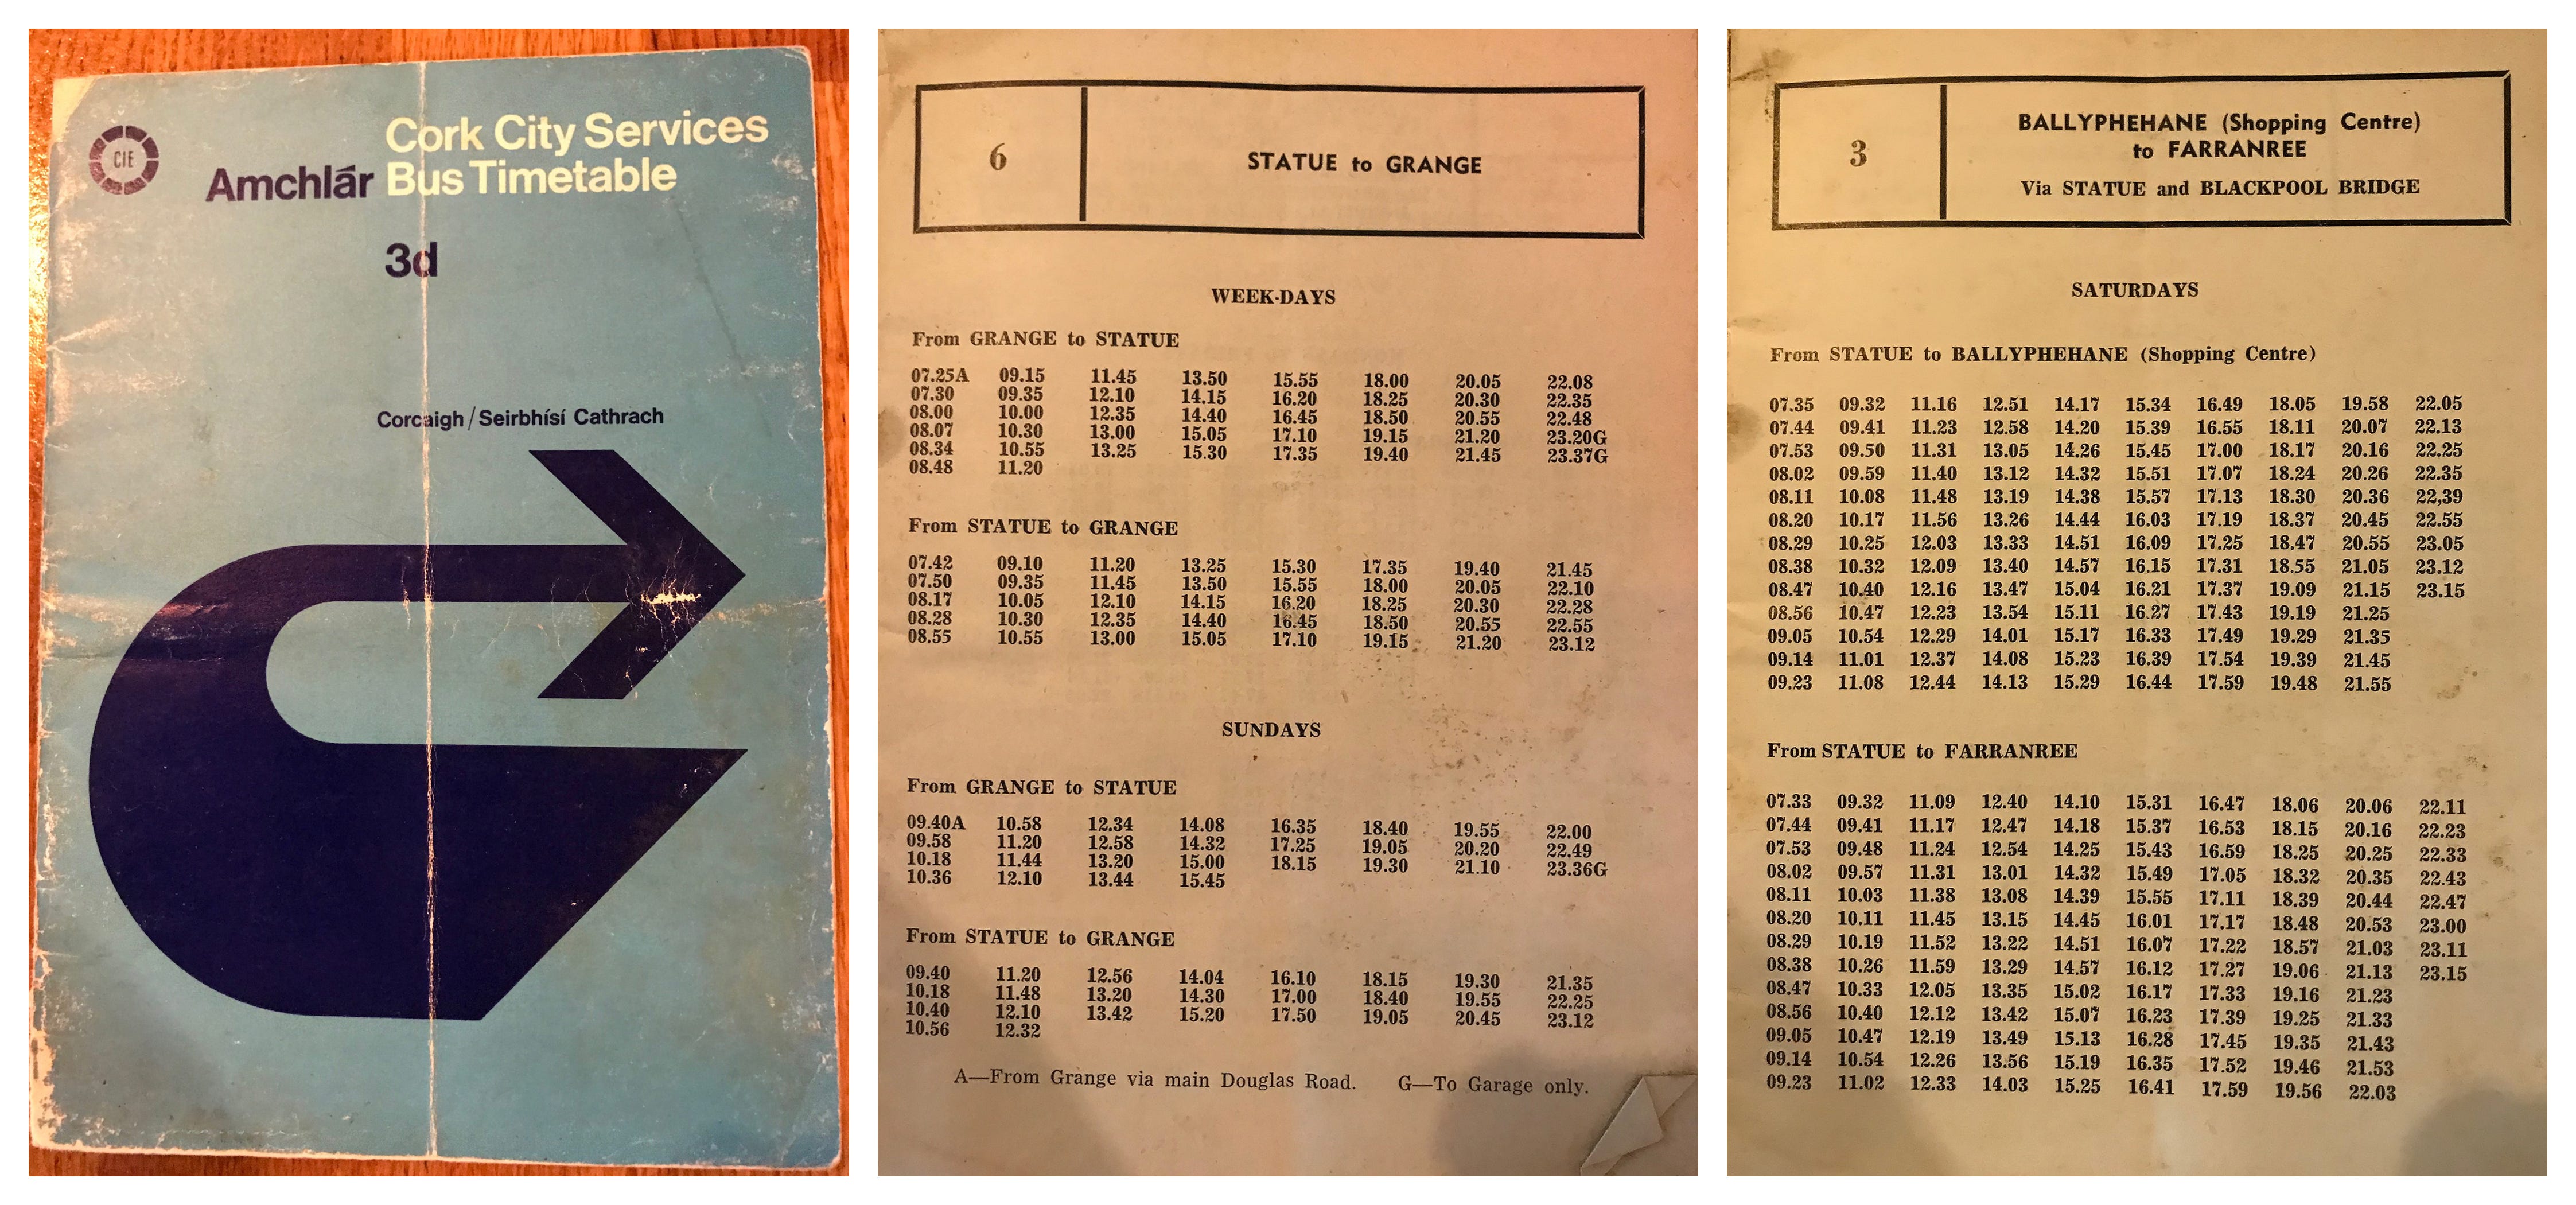 CIE
Cork City Services
Amchlár Bus Timetable
3d
Corcaigh/Seirbhísí Cathrach
6
STATUE to GRANGE
WEEK-DAYS
From GRANGE to STATUE
07.25A 09.15 11.45 13.50 15.55 18.00 20.05 22.08
07.30 09.35 12.10 14.15 16.20 18.25 20.30 22.35
08.00 10.00 12.35 14.40 16.45 18.50 20.55 22.48
08.07 10.30 13.00 15.05 17.10 19.15 21.20 23.20G
08.34 10.55 13.25 15.30 17.35 19.40 21.45 23.37G
08.48 11.20
From STATUE to GRANGE
07.42 09.10 11.20 13.25 15.30 17.35 19.40 21.45
07.50 09.35 11.45 13.50 15.55 18.00 20.05 22.10
08.17 10.05 12.10 14.15 16.20 18.25 20.30 22.28
08.28 10.30 12.35 14.40 16.45 18.50 20.55 22.55
08.55 10.55 13.00 15.05 17.10 19.15 21.20 23.12
SUNDAYS
From GRANGE to STATUE
09.40A 10.58 12.34 14.08 16.35 18.40 19.55 22.00
09.58 11.20 12.58 14.32 17.25 19.05 20.20 22.49
10.18 11.44 13.20 15.00 18.15 19.30 21.10 23.36G
10.36 12.10 13.44 15.45
From STATUE to GRANGE
09.40 11.20 12.56 14.04 16.10 18.15 19.30 21.35
10.18 11.48 13.20 14.30 17.00 18.40 19.55 22.25
10.40 12.10 13.42 15.20 17.50 19.05 20.45 23.12
10.56 12.32
A—From Grange via main Douglas Road. G—To Garage only.
3
BALLYPHEHANE (Shopping Centre)
to FARRANREE
Via STATUE and BLACKPOOL BRIDGE
SATURDAYS
From STATUE to BALLYPHEHANE (Shopping Centre)
07.35 09.32 11.16 12.51 14.17 15.34 16.49 18.05 19.58 22.05
07.44 09.41 11.23 12.58 14.20 15.39 16.55 18.11 20.07 22.13
07.53 09.50 11.31 13.05 14.26 15.45 17.00 18.17 20.16 22.25
08.02 09.59 11.40 13.12 14.32 15.51 17.07 18.24 20.26 22.35
08.11 10.08 11.48 13.19 14.38 15.57 17.13 18.30 20.36 22,39
08.20 10.17 11.56 13.26 14.44 16.03 17.19 18.37 20.45 22.55
08.29 10.25 12.03 13.33 14.51 16.09 17.25 18.47 20.55 23.05
08.38 10.32 12.09 13.40 14.57 16.15 17.31 18.55 21.05 23.12
08.47 10.40 12.16 13.47 15.04 16.21 17.37 19.09 21.15 23.15
08.56 10.47 12.23 13.54 15.11 16.27 17.43 19.19 21.25
09.05 10.54 12.29 14.01 15.17 16.33 17.49 19.29 21.35
09.14 11.01 12.37 14.08 15.23 16.39 17.54 19.39 21.45
09.23 11.08 12.44 14.13 15.29 16.44 17.59 19.48 21.55
From STATUE to FARRANREE
07.33 09.32 11.09 12.40 14.10 15.31 16.47 18.06 20.06 22.11
07.44 09.41 11.17 12.47 14.18 15.37 16.53 18.15 20.16 22.23
07.53 09.48 11.24 12.54 14.25 15.43 16.59 18.25 20.25 22.33
08.02 09.57 11.31 13.01 14.32 15.49 17.05 18.32 20.35 22.43
08.11 10.03 11.38 13.08 14.39 15.55 17.11 18.39 20.44 22.47
08.20 10.11 11.45 13.15 14.45 16.01 17.17 18.48 20.53 23.00
08.29 10.19 11.52 13.22 14.51 16.07 17.22 18.57 21.03 23.11
08.38 10.26 11.59 13.29 14.57 16.12 17.27 19.06 21.13 23.15
08.47 10.33 12.05 13.35 15.02 16.17 17.33 19.16 21.23
08.56 10.40 12.12 13.42 15.07 16.23 17.39 19.25 21.33
09.05 10.47 12.19 13.49 15.13 16.28 17.45 19.35 21.43
09.14 10.54 12.26 13.56 15.19 16.35 17.52 19.46 21.53
09.23 11.02 12.33 14.03 15.25 16.41 17.59 19.56 22.03